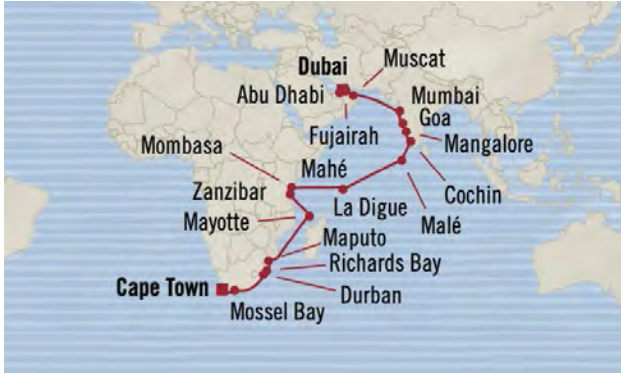 Muscat
Dubai
Abu Dhabi
Mumbai
Goa
Fujairah
Mangalore
Mombasa
Mahé
Cochin
Zanzibar
La Digue
Malé
Mayotte
Maputo
Richards Bay
Cape Town
Durban
Mossel Bay